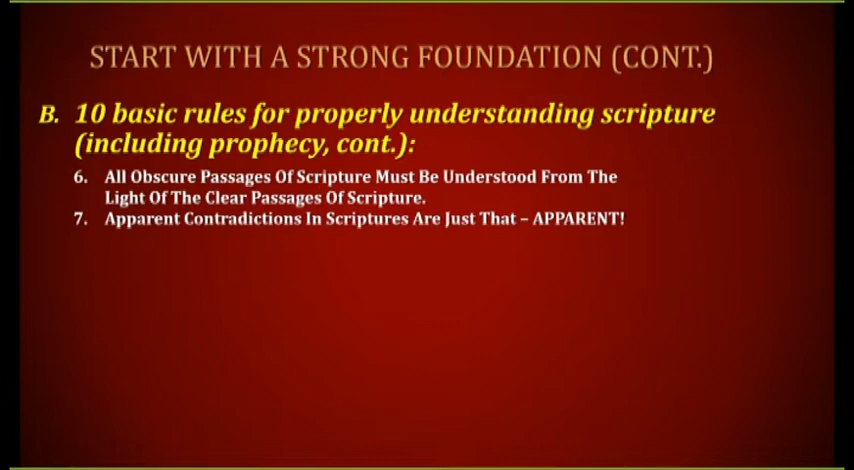 START WITH A STRONG FOUNDATION (CONT.)
B. 10 basic rules for properly understanding scripture
(including prophecy, cont.):
6. All Obscure Passages Of Scripture Must Be Understood From The
Light Of The Clear Passages Of Scripture.
7. Apparent Contradictions In Scriptures Are Just That – APPARENT!